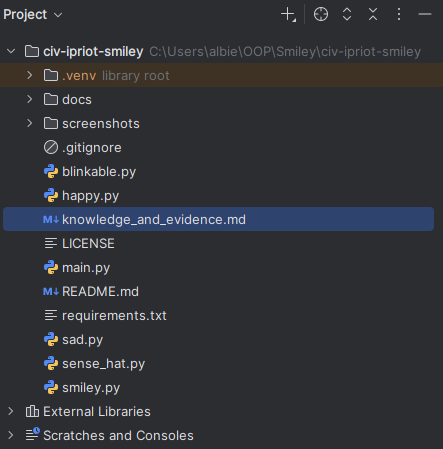 Project
civ-ipriot-smiley C:\Users\albie\OOP\Smiley\civ-ipriot-smiley
.venv library root
docs
screenshots
.gitignore
blinkable.py
happy.py
M↓ knowledge_and_evidence.md
LICENSE
main.py
M↓ README.md
requirements.txt
sad.py
sense_hat.py
smiley.py
External Libraries
Scratches and Consoles